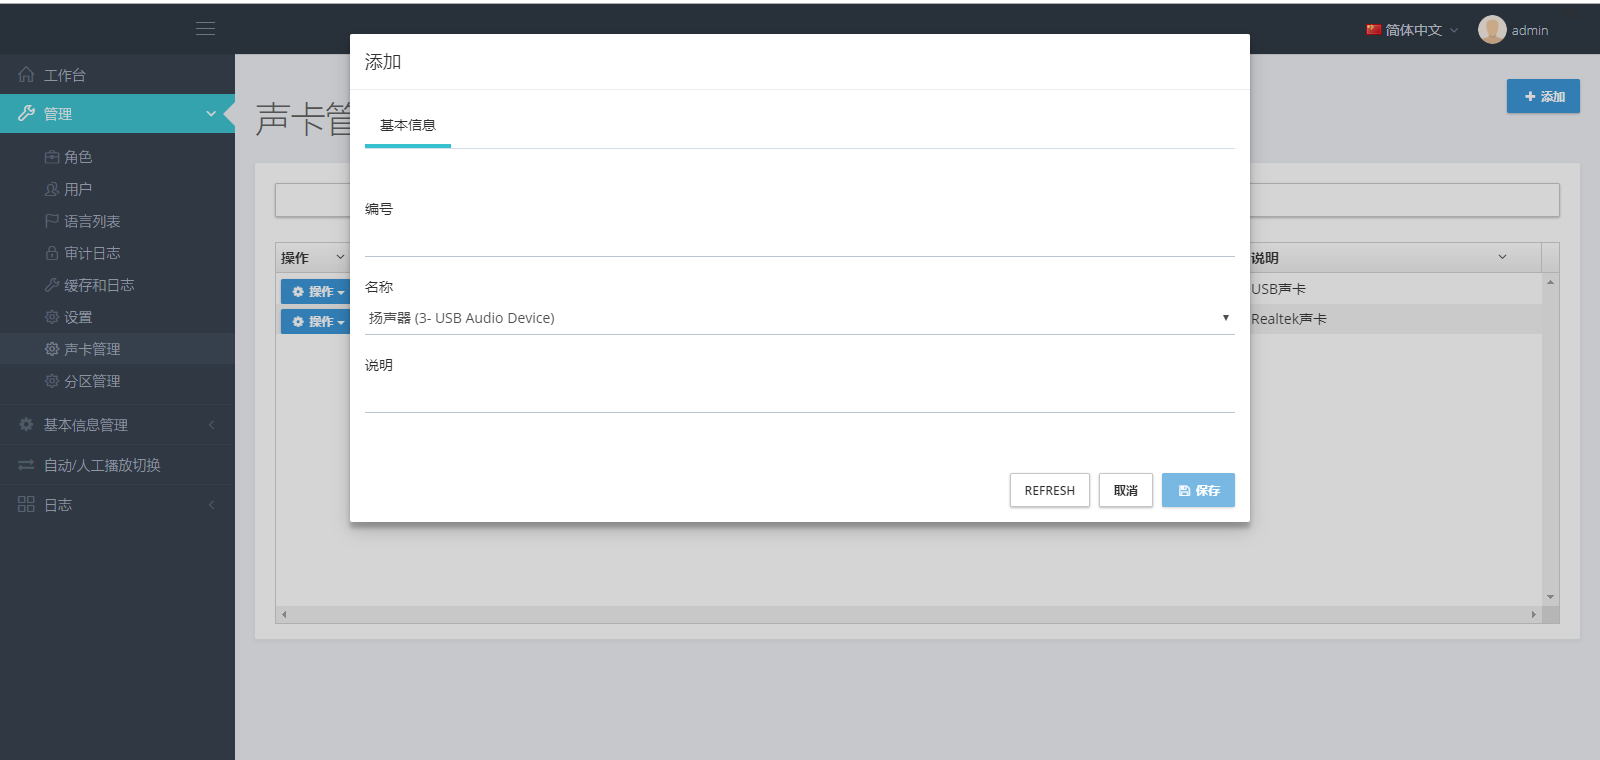 简体中文
admin
工作台
管理
角色
用户
语言列表
审计日志
缓存和日志
设置
声卡管理
分区管理
基本信息管理
自动/人工播放切换
日志
声卡管
添加
操作
说明
操作
USB声卡
操作
Realtek声卡
添加
基本信息
编号
名称
扬声器 (3- USB Audio Device)
说明
REFRESH
取消
保存